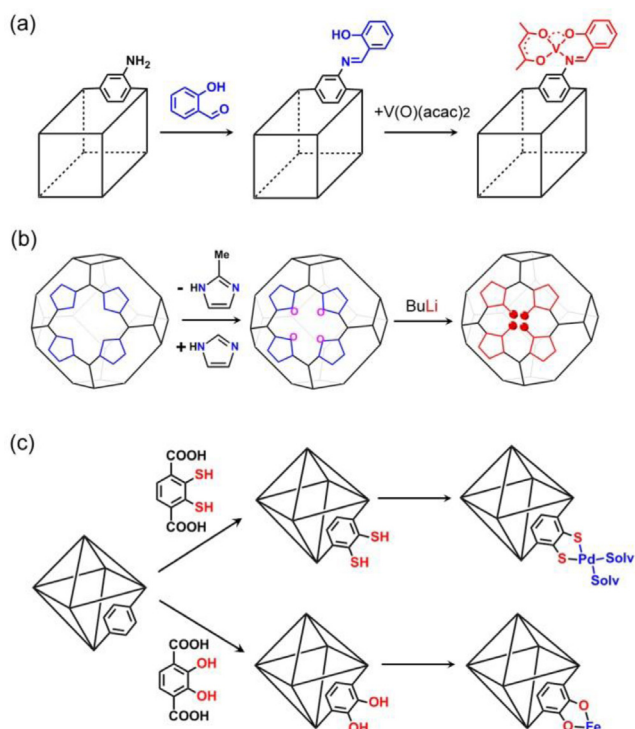 (a)
NH2
OH
O
HO
N
+V(O)(acac)2
O O
V
O N
(b)
Me
- HN N
+ HN N
BuLi
(c)
COOH
SH
SH
COOH
SH
SH
S
S Pd Solv
Solv
COOH
OH
OH
COOH
OH
OH
O
O Fe